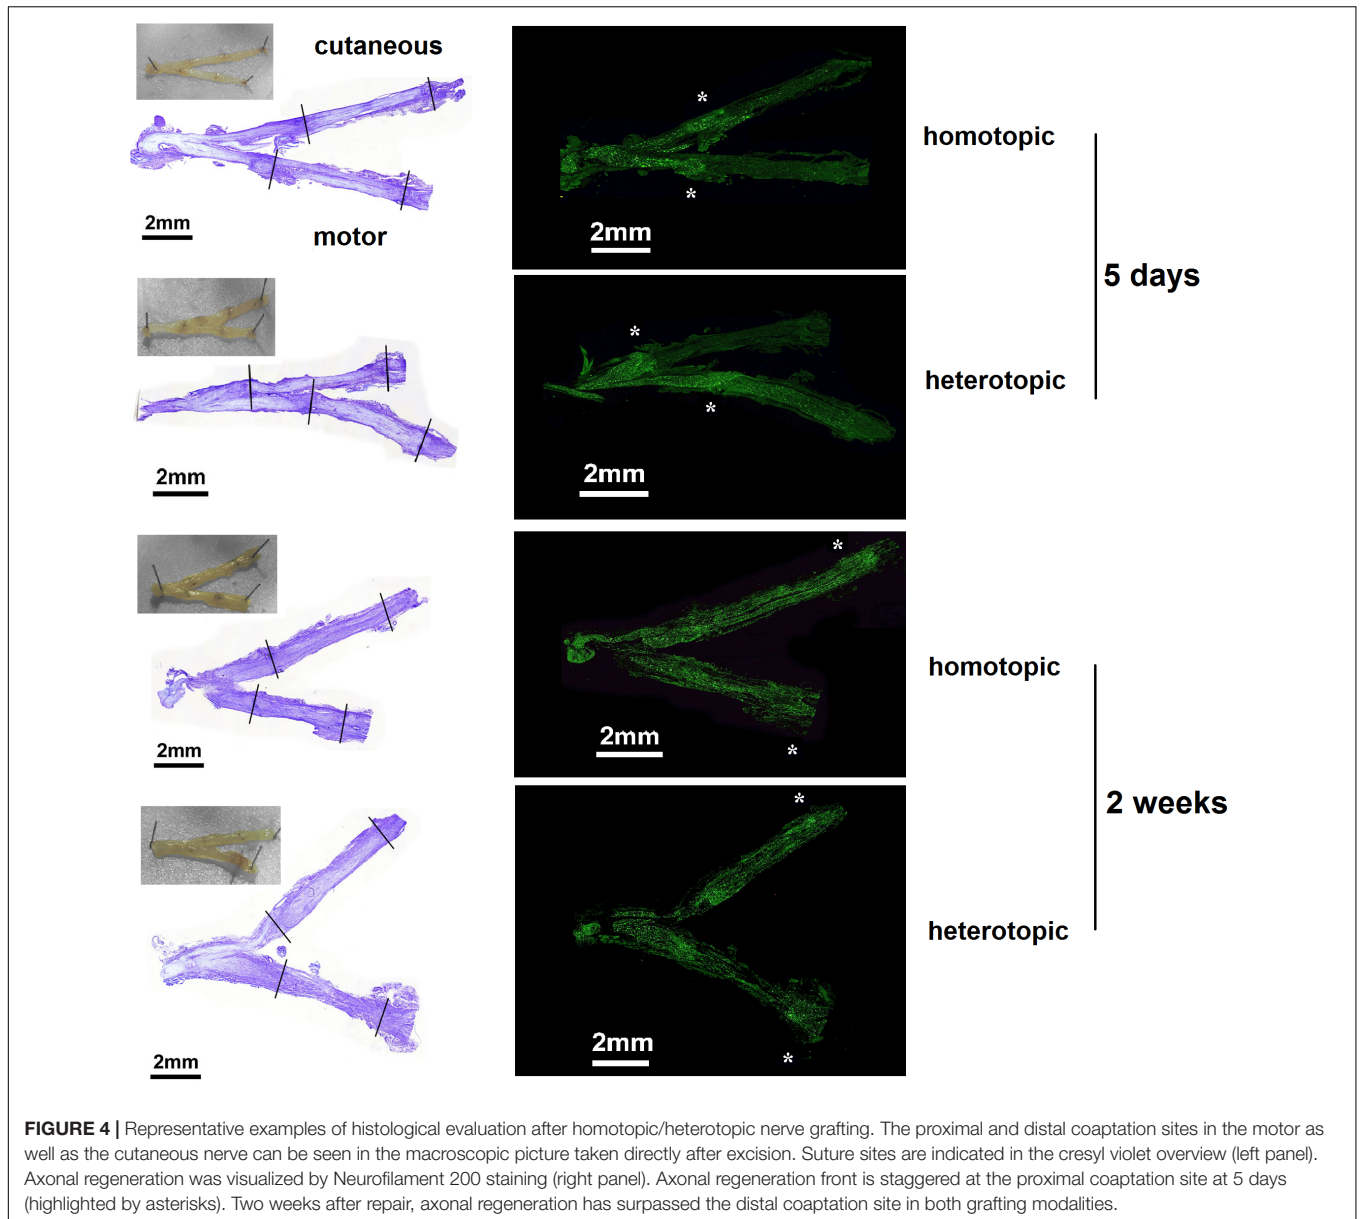 cutaneous
*
homotopic
*
2mm
motor
2mm
5 days
*
heterotopic
*
2mm
2mm
*
homotopic
2mm
2mm
*
2 weeks
*
heterotopic
2mm
2mm
*
FIGURE 4 | Representative examples of histological evaluation after homotopic/heterotopic nerve grafting. The proximal and distal coaptation sites in the motor as
well as the cutaneous nerve can be seen in the macroscopic picture taken directly after excision. Suture sites are indicated in the cresyl violet overview (left panel).
Axonal regeneration was visualized by Neurofilament 200 staining (right panel). Axonal regeneration front is staggered at the proximal coaptation site at 5 days
(highlighted by asterisks). Two weeks after repair, axonal regeneration has surpassed the distal coaptation site in both grafting modalities.